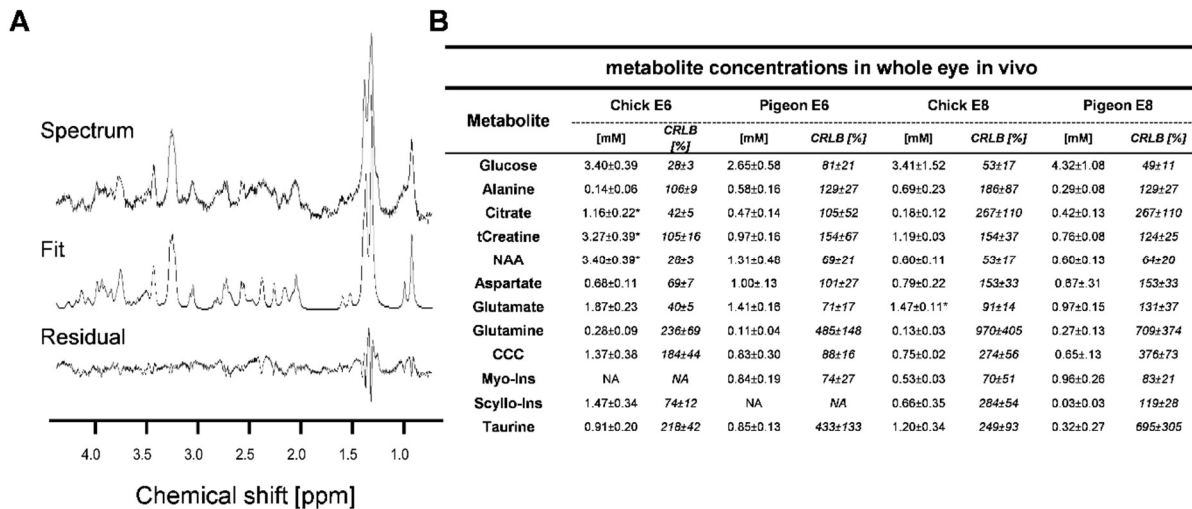 A
Spectrum
Fit
Residual
4.0 3.5 3.0 2.5 2.0 1.5 1.0
Chemical shift [ppm]
B
metabolite concentrations in whole eye in vivo
Metabolite Chick E6 Pigeon E6 Chick E8 Pigeon E8
[mM] CRLB [%] [mM] CRLB [%] [mM] CRLB [%] [mM] CRLB [%]
Glucose 3.40±0.39 28±3 2.65±0.58 81±21 3.41±1.52 53±17 4.32±1.08 49±11
Alanine 0.14±0.06 106±9 0.58±0.16 129±27 0.69±0.23 186±87 0.29±0.08 129±27
Citrate 1.16±0.22* 42±5 0.47±0.14 105±52 0.18±0.12 267±110 0.42±0.13 267±110
tCreatine 3.27±0.39* 105±16 0.97±0.16 154±67 1.19±0.03 154±37 0.76±0.08 124±25
NAA 3.40±0.39* 28±3 1.31±0.48 69±21 0.60±0.11 53±17 0.60±0.13 64±20
Aspartate 0.68±0.11 69±7 1.00±.13 101±27 0.79±0.22 153±33 0.67±.31 153±33
Glutamate 1.87±0.23 40±5 1.41±0.16 71±17 1.47±0.11* 91±14 0.97±0.15 131±37
Glutamine 0.28±0.09 236±69 0.11±0.04 485±148 0.13±0.03 970±405 0.27±0.13 709±374
CCC 1.37±0.38 184±44 0.83±0.30 88±16 0.75±0.02 274±56 0.65±.13 376±73
Myo-Ins NA NA 0.84±0.19 74±27 0.53±0.03 70±51 0.96±0.26 83±21
Scyllo-Ins 1.47±0.34 74±12 NA NA 0.66±0.35 284±54 0.03±0.03 119±28
Taurine 0.91±0.20 218±42 0.85±0.13 433±133 1.20±0.34 249±93 0.32±0.27 695±305